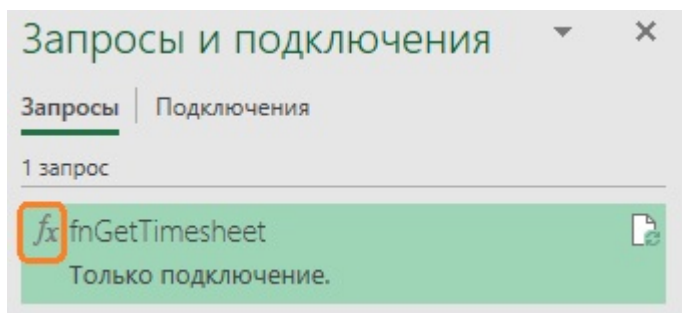 Запросы и подключения
Запросы | Подключения
1 запрос
fx fnGetTimesheet
Только подключение.